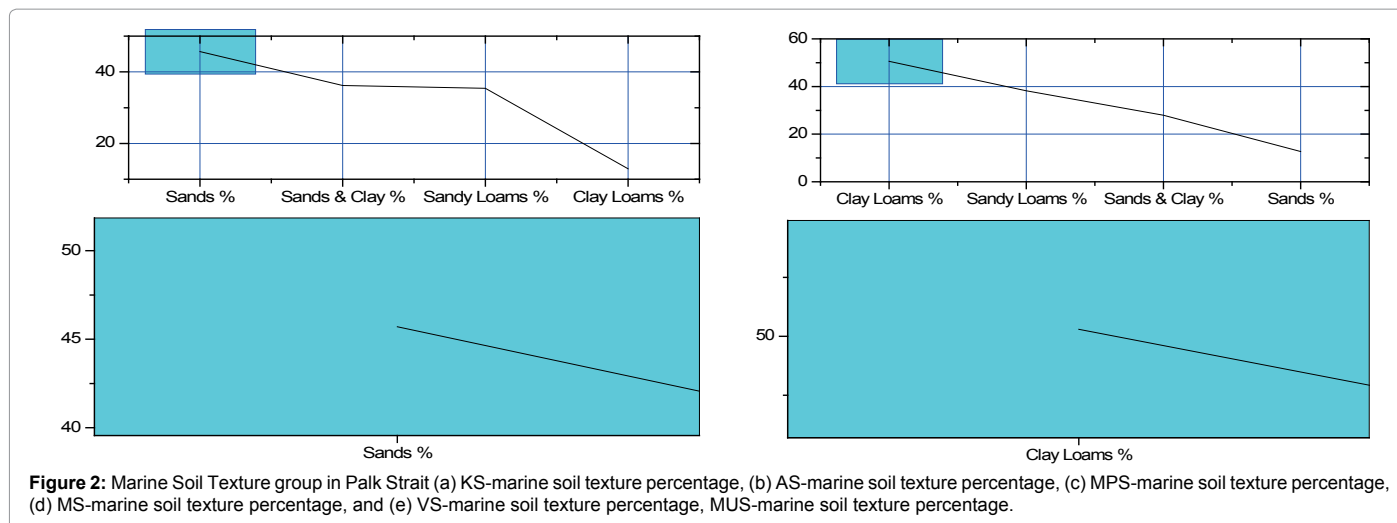 40
20
Sands %
Sands & Clay %
Sandy Loams %
Clay Loams %
60
40
20
0
Clay Loams %
Sandy Loams %
Sands & Clay %
Sands %
50
45
40
Sands %
50
Clay Loams %
Figure 2: Marine Soil Texture group in Palk Strait (a) KS-marine soil texture percentage, (b) AS-marine soil texture percentage, (c) MPS-marine soil texture percentage,
(d) MS-marine soil texture percentage, and (e) VS-marine soil texture percentage, MUS-marine soil texture percentage.